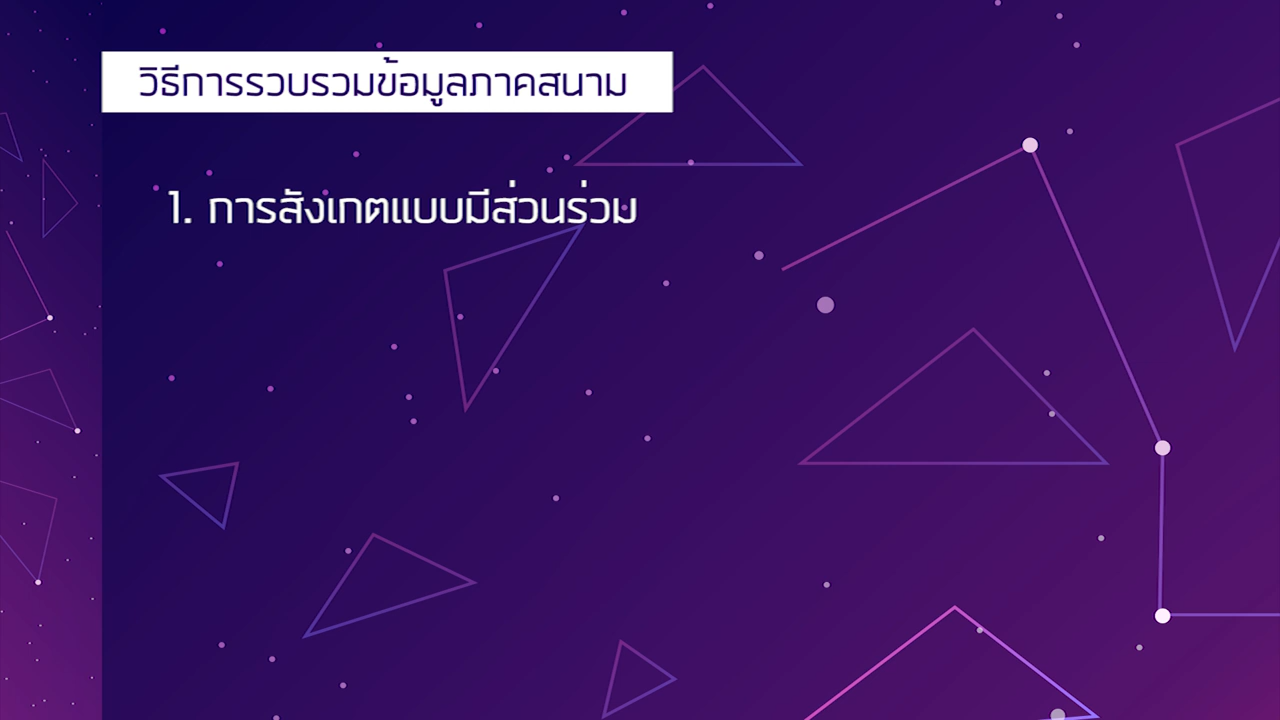 วิธีการรวบรวมข้อมูลภาคสนาม
1. การสังเกตแบบมีส่วนร่วม